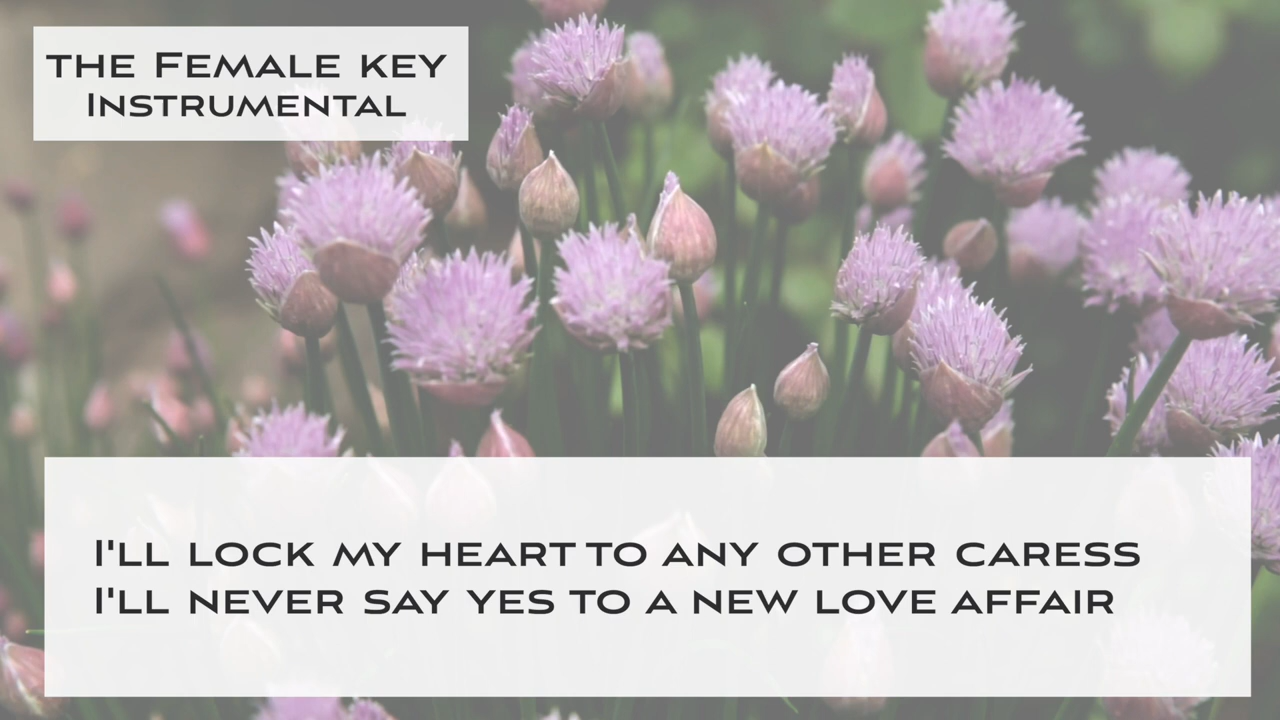 THE FEMALE KEY
INSTRUMENTAL
I'LL LOCK MY HEART TO ANY OTHER CARESS
I'LL NEVER SAY YES TO A NEW LOVE AFFAIR